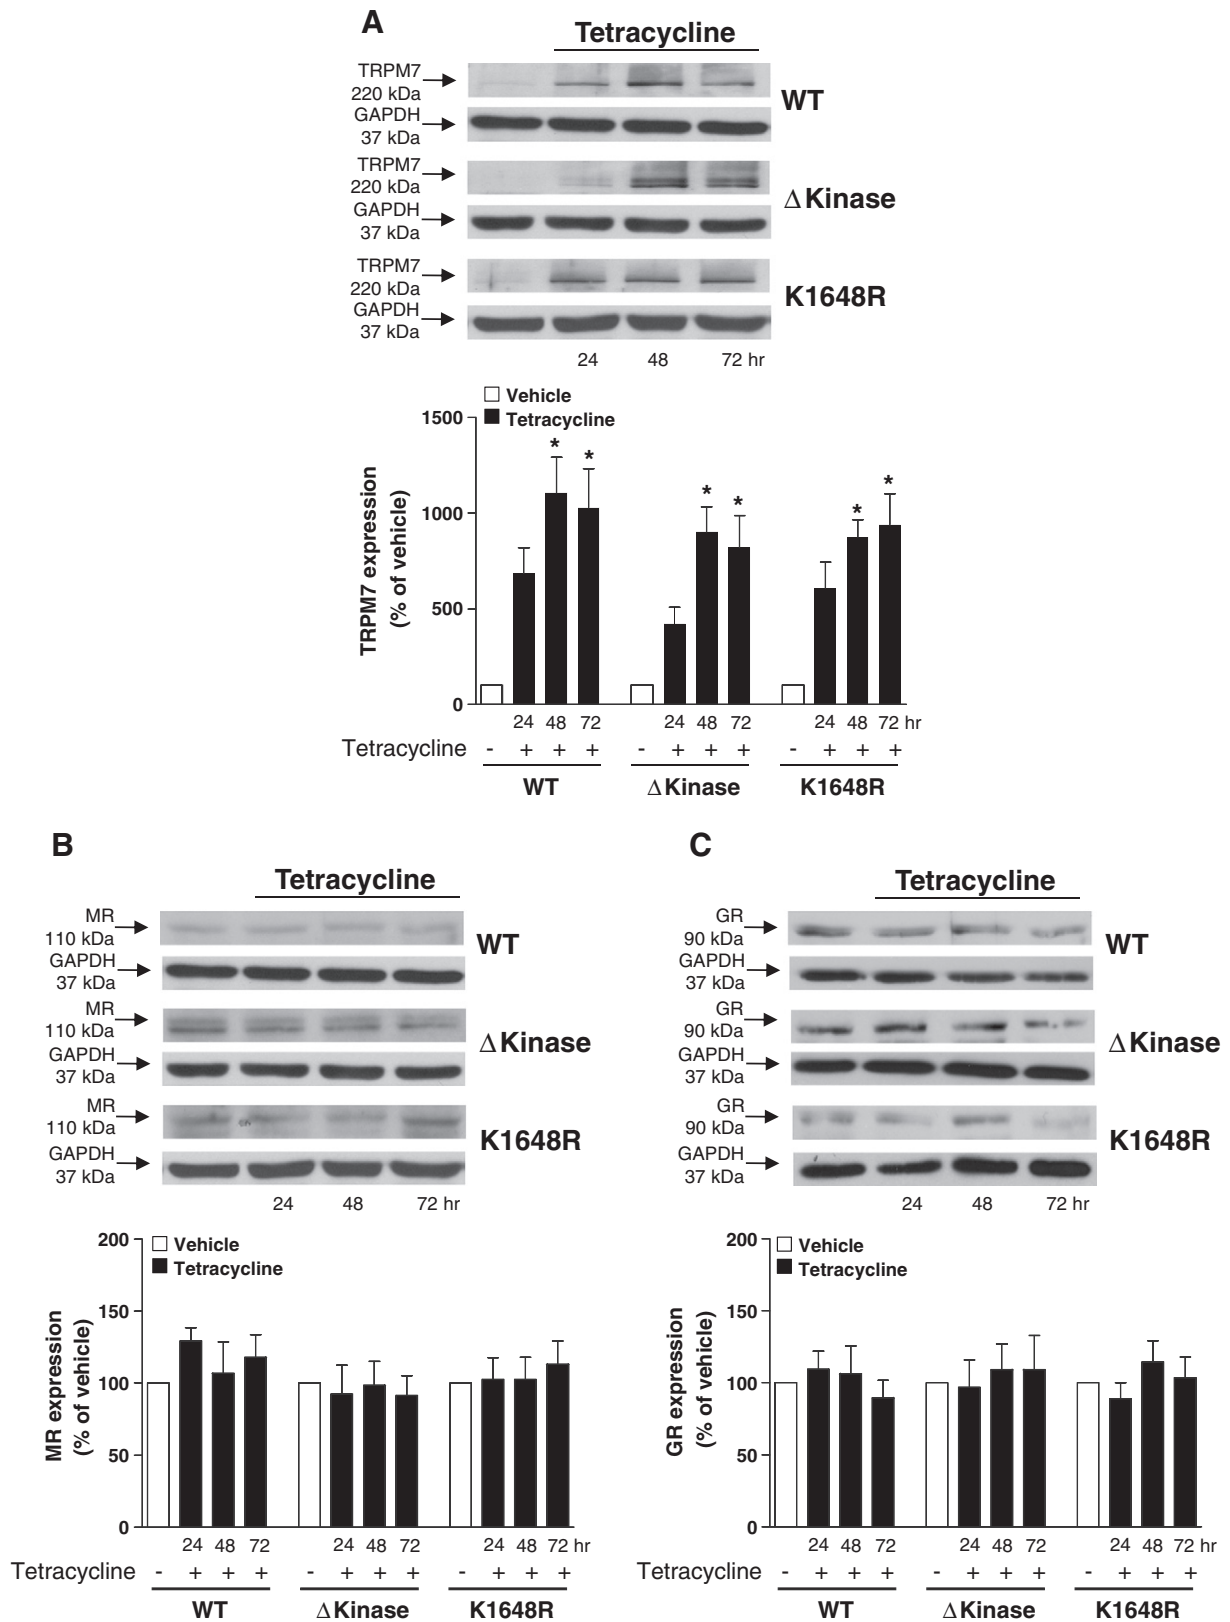 A
Tetracycline
TRPM7
220 kDa
WT
GAPDH
37 kDa
TRPM7
220 kDa
Δ Kinase
GAPDH
37 kDa
TRPM7
220 kDa
K1648R
GAPDH
37 kDa
24 48 72 hr
Vehicle
Tetracycline
1500
1000
500
0
TRPM7 expression
(% of vehicle)
* * * * * *
24 48 72 24 48 72 24 48 72 hr
Tetracycline - + + + - + + + - + + +
WT Δ Kinase K1648R
B
Tetracycline
MR
110 kDa
WT
GAPDH
37 kDa
MR
110 kDa
Δ Kinase
GAPDH
37 kDa
MR
110 kDa
K1648R
GAPDH
37 kDa
24 48 72 hr
Vehicle
Tetracycline
200
150
100
50
0
MR expression
(% of vehicle)
24 48 72 24 48 72 24 48 72 hr
Tetracycline - + + + - + + + - + + +
WT Δ Kinase K1648R
C
Tetracycline
GR
90 kDa
WT
GAPDH
37 kDa
GR
90 kDa
Δ Kinase
GAPDH
37 kDa
GR
90 kDa
K1648R
GAPDH
37 kDa
24 48 72 hr
Vehicle
Tetracycline
200
150
100
50
0
GR expression
(% of vehicle)
24 48 72 24 48 72 24 48 72 hr
Tetracycline - + + + - + + + - + + +
WT Δ Kinase K1648R